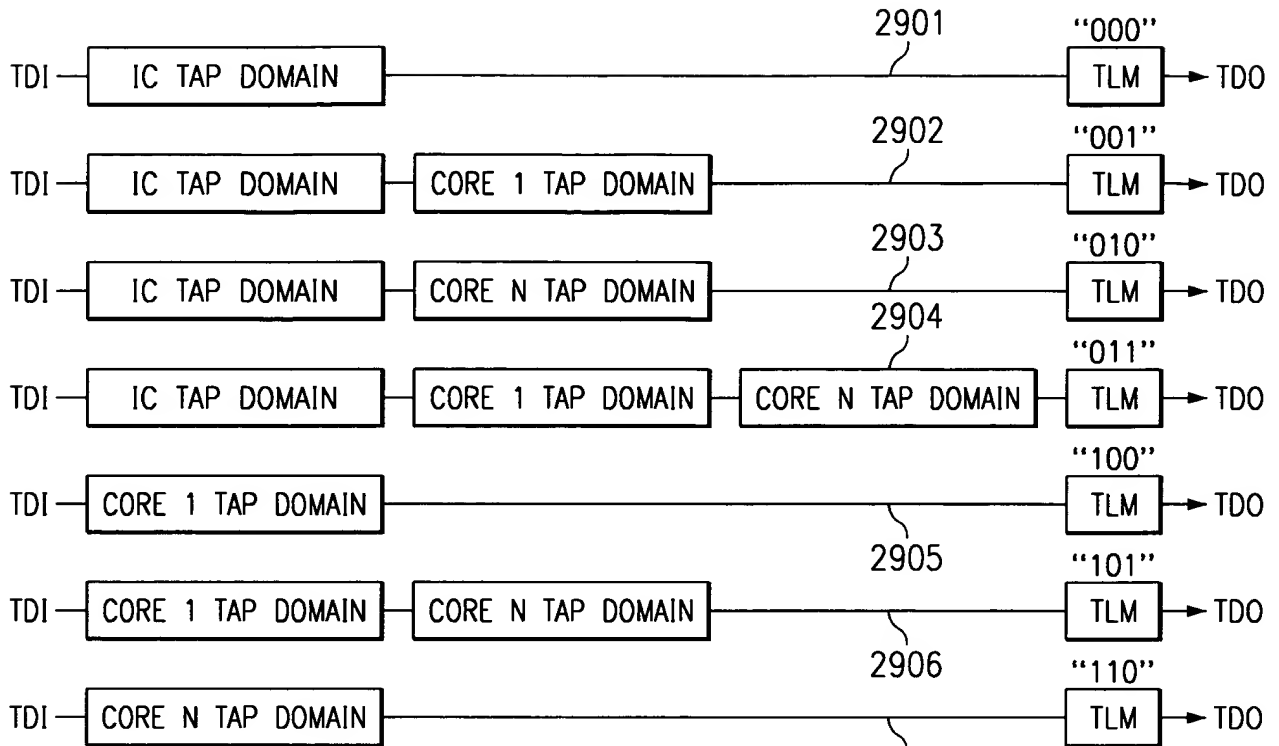 2901 "000"
TDI IC TAP DOMAIN TLM TDO
2902 "001"
TDI IC TAP DOMAIN CORE 1 TAP DOMAIN TLM TDO
2903 "010"
TDI IC TAP DOMAIN CORE N TAP DOMAIN TLM TDO
2904 "011"
TDI IC TAP DOMAIN CORE 1 TAP DOMAIN CORE N TAP DOMAIN TLM TDO
"100"
TDI CORE 1 TAP DOMAIN TLM TDO
2905 "101"
TDI CORE 1 TAP DOMAIN CORE N TAP DOMAIN TLM TDO
2906 "110"
TDI CORE N TAP DOMAIN TLM TDO